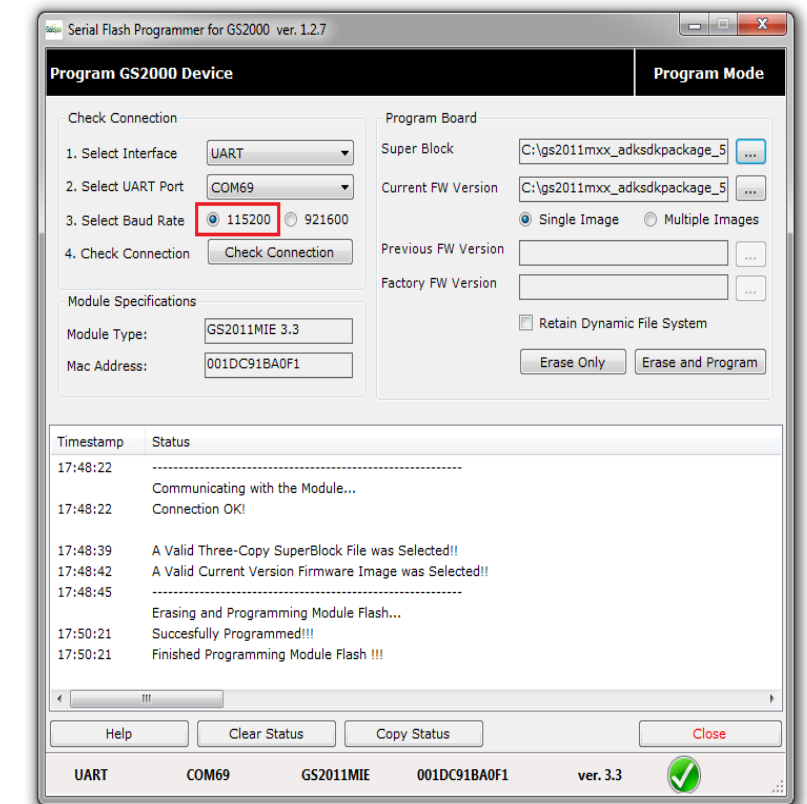 Serial Flash Programmer for GS2000 ver. 1.2.7
Program GS2000 Device
Program Mode
Check Connection
1. Select Interface UART
2. Select UART Port COM69
3. Select Baud Rate 115200 921600
4. Check Connection Check Connection
Module Specifications
Module Type: GS2011MIE 3.3
Mac Address: 001DC91BA0F1
Program Board
Super Block C:\gs2011mxx_adksdkpackage_5 ...
Current FW Version C:\gs2011mxx_adksdkpackage_5 ...
Single Image Multiple Images
Previous FW Version ...
Factory FW Version ...
Retain Dynamic File System
Erase Only Erase and Program
Timestamp Status
17:48:22 ------------------------------------------------------------
Communicating with the Module...
17:48:22 Connection OK!
17:48:39 A Valid Three-Copy SuperBlock File was Selected!!
17:48:42 A Valid Current Version Firmware Image was Selected!!
17:48:45 ------------------------------------------------------------
Erasing and Programming Module Flash...
17:50:21 Succesfully Programmed!!!
17:50:21 Finished Programming Module Flash !!!
Help Clear Status Copy Status Close
UART COM69 GS2011MIE 001DC91BA0F1 ver. 3.3